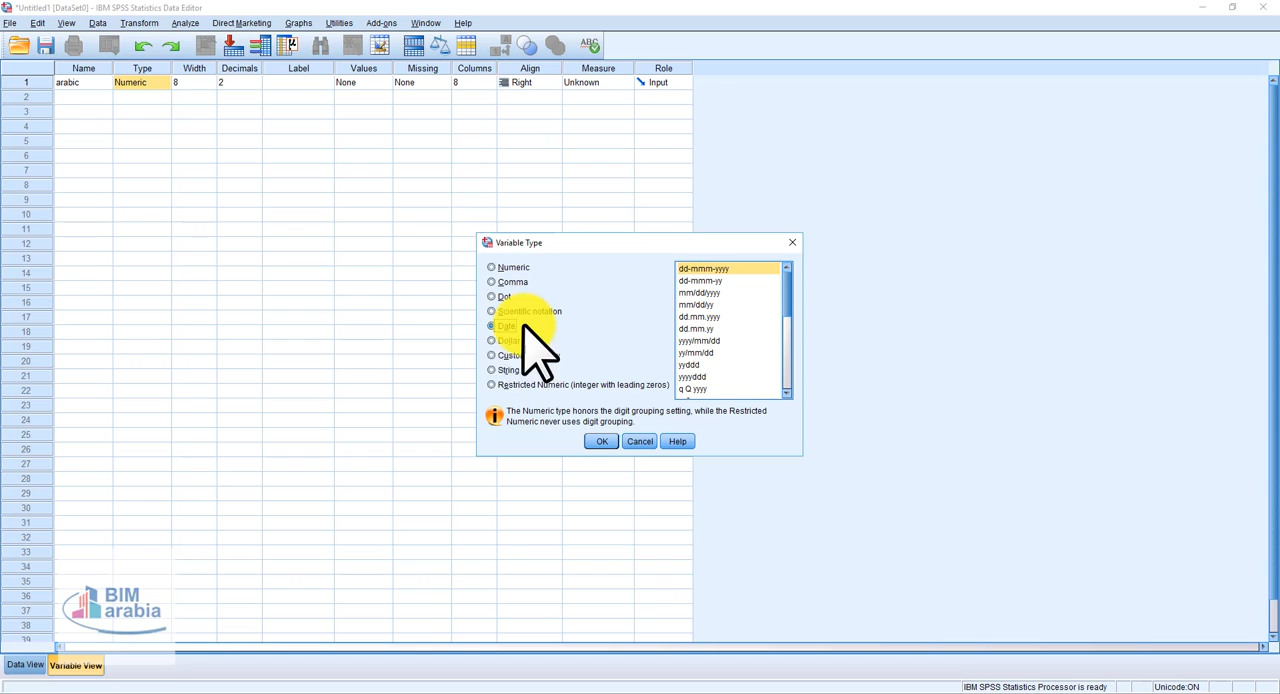 *Untitled1 [DataSet0] - IBM SPSS Statistics Data Editor
File Edit View Data Transform Analyze Direct Marketing Graphs Utilities Add-ons Window Help
Name Type Width Decimals Label Values Missing Columns Align Measure Role
1 arabic Numeric 8 2 None None 8 Right Unknown Input
2
3
4
5
6
7
8
9
10
11
12
13
14
15
16
17
18
19
20
21
22
23
24
25
26
27
28
29
30
31
32
33
34
35
36
37
38
39
Variable Type
Numeric
Comma
Dot
Scientific notation
Date
Dollar
Custo
String
Restricted Numeric (integer with leading zeros)
dd-mmm-yyyy
dd-mmm-yy
mm/dd/yyyy
mm/dd/yy
dd.mm.yyyy
dd.mm.yy
yyyy/mm/dd
yy/mm/dd
yyddd
yyyyddd
q Q yyyy
The Numeric type honors the digit grouping setting, while the Restricted
Numeric never uses digit grouping.
OK Cancel Help
BIM
arabia
Data View Variable View
IBM SPSS Statistics Processor is ready Unicode:ON